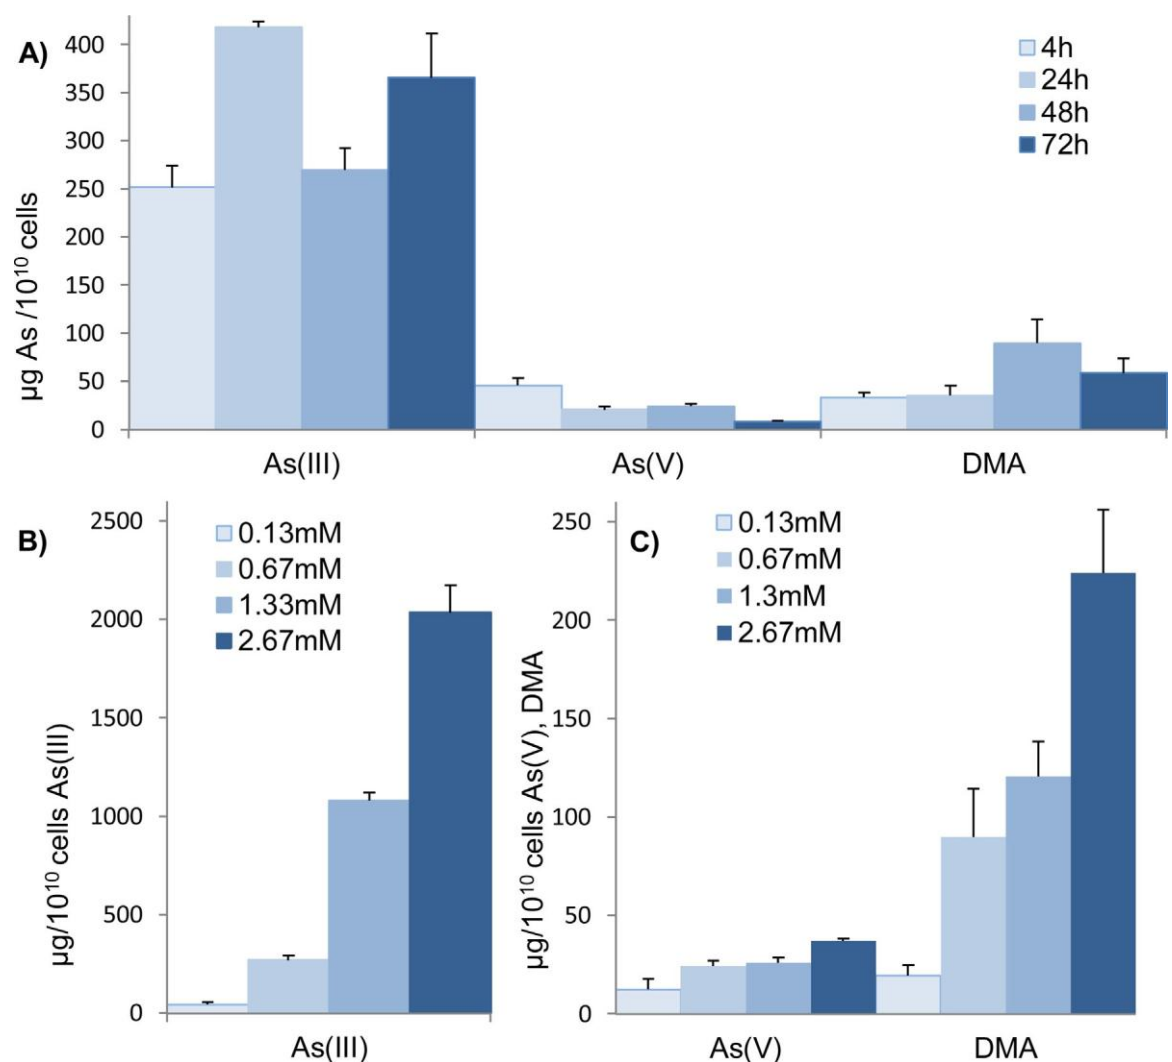 A)
μg As /10¹⁰ cells
400
350
300
250
200
150
100
50
0
4h
24h
48h
72h
As(III)
As(V)
DMA
B)
μg/10¹⁰ cells As(III)
2500
2000
1500
1000
500
0
0.13mM
0.67mM
1.33mM
2.67mM
As(III)
C)
μg/10¹⁰ cells As(V), DMA
250
200
150
100
50
0
0.13mM
0.67mM
1.3mM
2.67mM
As(V)
DMA